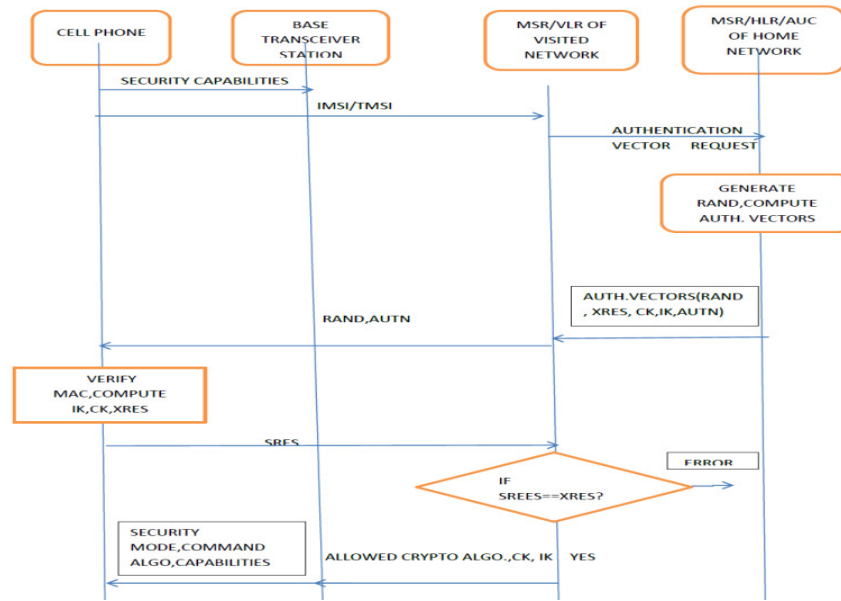 CELL PHONE
BASE
TRANSCEIVER
STATION
MSR/VLR OF
VISITED
NETWORK
MSR/HLR/AUC
OF HOME
NETWORK
SECURITY CAPABILITIES
IMSI/TMSI
AUTHENTICATION
VECTOR REQUEST
GENERATE
RAND,COMPUTE
AUTH. VECTORS
AUTH.VECTORS(RAND
, XRES, CK,IK,AUTN)
RAND,AUTN
VERIFY
MAC,COMPUTE
IK,CK,XRES
SRES
ERROR
IF
SREES==XRES?
SECURITY
MODE,COMMAND
ALGO,CAPABILITIES
ALLOWED CRYPTO ALGO.,CK, IK YES